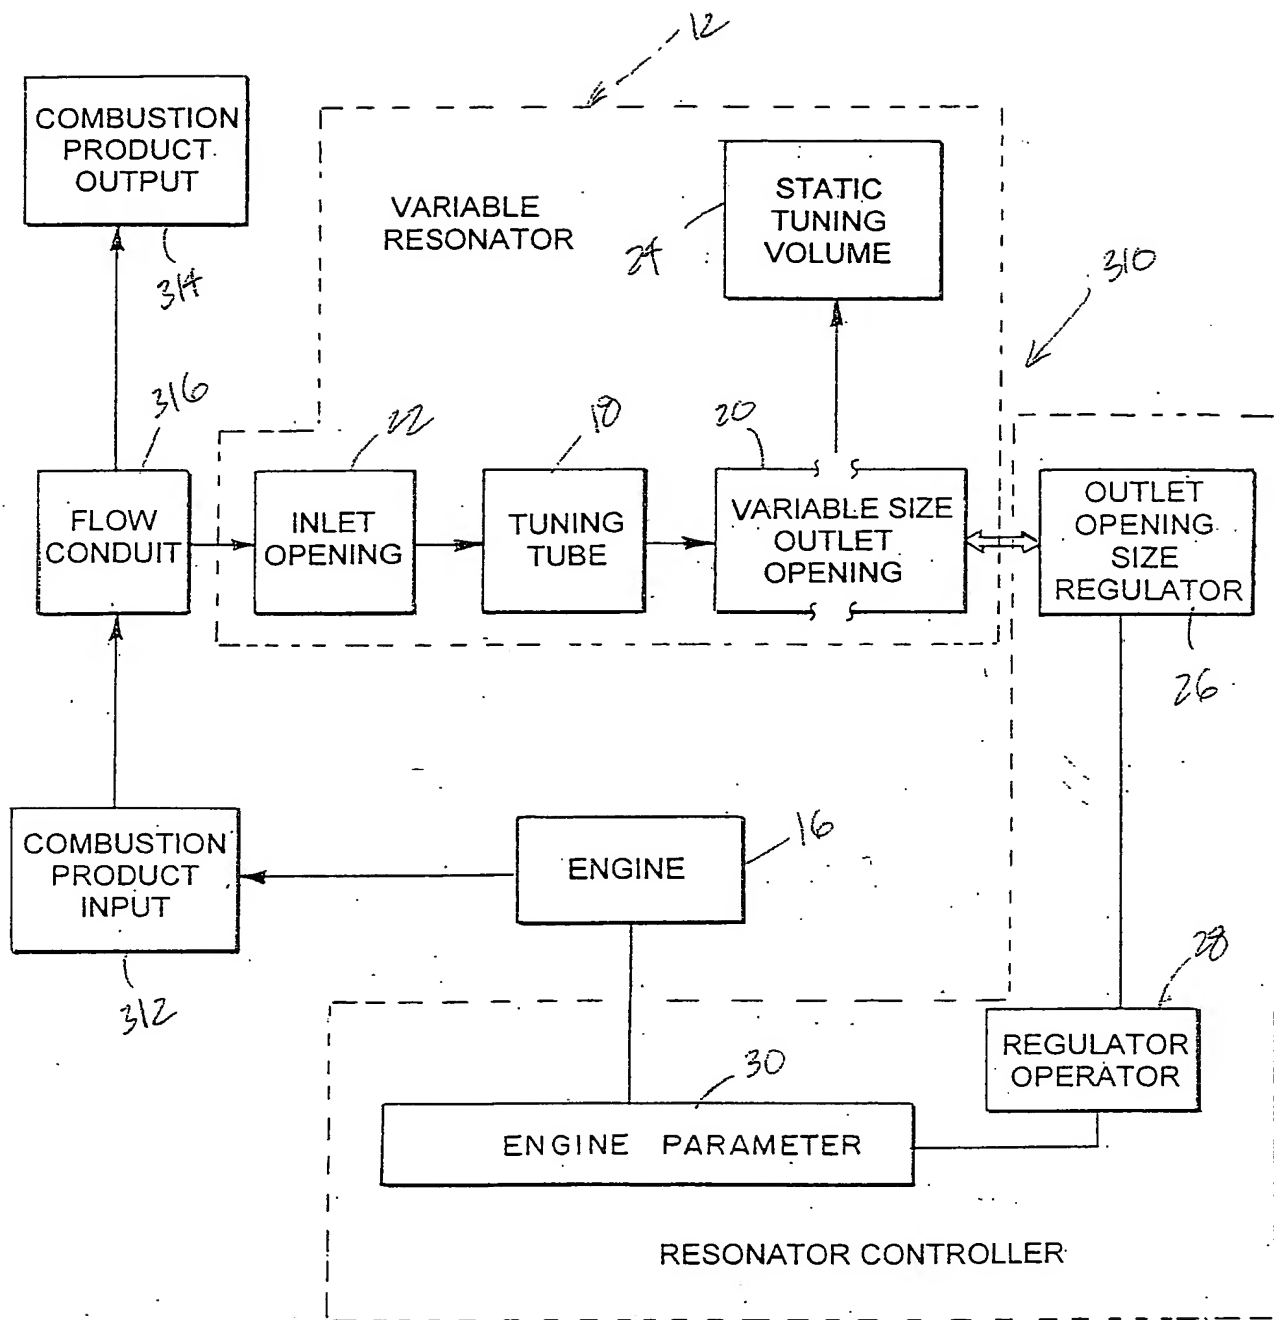 12
COMBUSTION
PRODUCT
OUTPUT
314
VARIABLE
RESONATOR
STATIC
TUNING
VOLUME
24
310
316
FLOW
CONDUIT
22
INLET
OPENING
18
TUNING
TUBE
20
VARIABLE SIZE
OUTLET
OPENING
OUTLET
OPENING
SIZE
REGULATOR
26
COMBUSTION
PRODUCT
INPUT
312
ENGINE
16
28
REGULATOR
OPERATOR
30
ENGINE PARAMETER
RESONATOR CONTROLLER